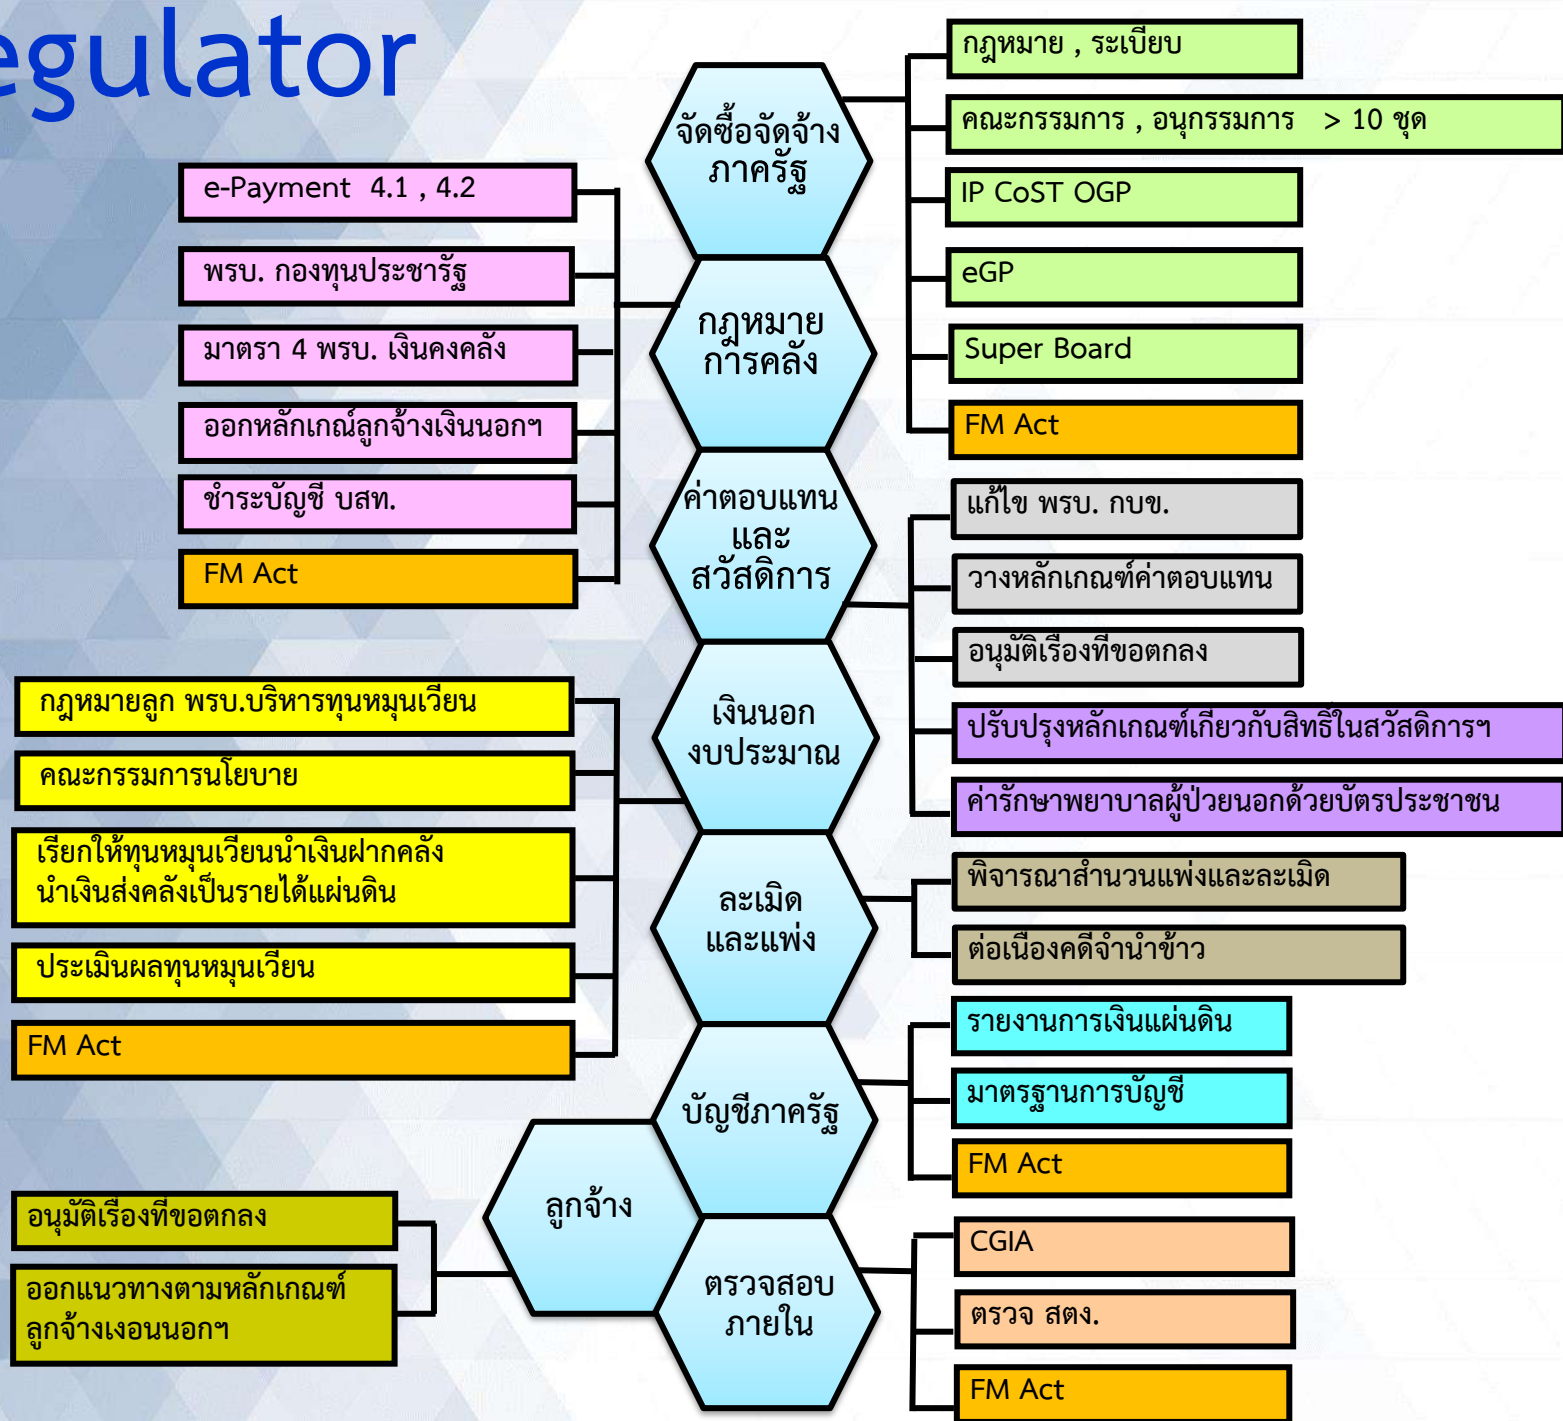 egulator
จัดซื้อจัดจ้าง
ภาครัฐ
กฎหมาย , ระเบียบ
คณะกรรมการ , อนุกรรมการ > 10 ชุด
IP CoST OGP
eGP
Super Board
FM Act
กฎหมาย
การคลัง
e-Payment 4.1 , 4.2
พรบ. กองทุนประชารัฐ
มาตรา 4 พรบ. เงินคงคลัง
ออกหลักเกณ์ลูกจ้างเงินนอกฯ
ชำระบัญชี บสท.
FM Act
ค่าตอบแทน
และ
สวัสดิการ
แก้ไข พรบ. กบข.
วางหลักเกณฑ์ค่าตอบแทน
อนุมัติเรื่องที่ขอตกลง
ปรับปรุงหลักเกณฑ์เกี่ยวกับสิทธิ์ในสวัสดิการฯ
ค่ารักษาพยาบาลผู้ป่วยนอกด้วยบัตรประชาชน
เงินนอก
งบประมาณ
กฎหมายลูก พรบ.บริหารทุนหมุนเวียน
คณะกรรมการนโยบาย
เรียกให้ทุนหมุนเวียนนำเงินฝากคลัง
นำเงินส่งคลังเป็นรายได้แผ่นดิน
ประเมินผลทุนหมุนเวียน
FM Act
ละเมิด
และแพ่ง
พิจารณาสำนวนแพ่งและละเมิด
ต่อเนื่องคดีจำนำข้าว
บัญชีภาครัฐ
รายงานการเงินแผ่นดิน
มาตรฐานการบัญชี
FM Act
ลูกจ้าง
อนุมัติเรื่องที่ขอตกลง
ออกแนวทางตามหลักเกณฑ์
ลูกจ้างเงอนนอกฯ
ตรวจสอบ
ภายใน
CGIA
ตรวจ สตง.
FM Act